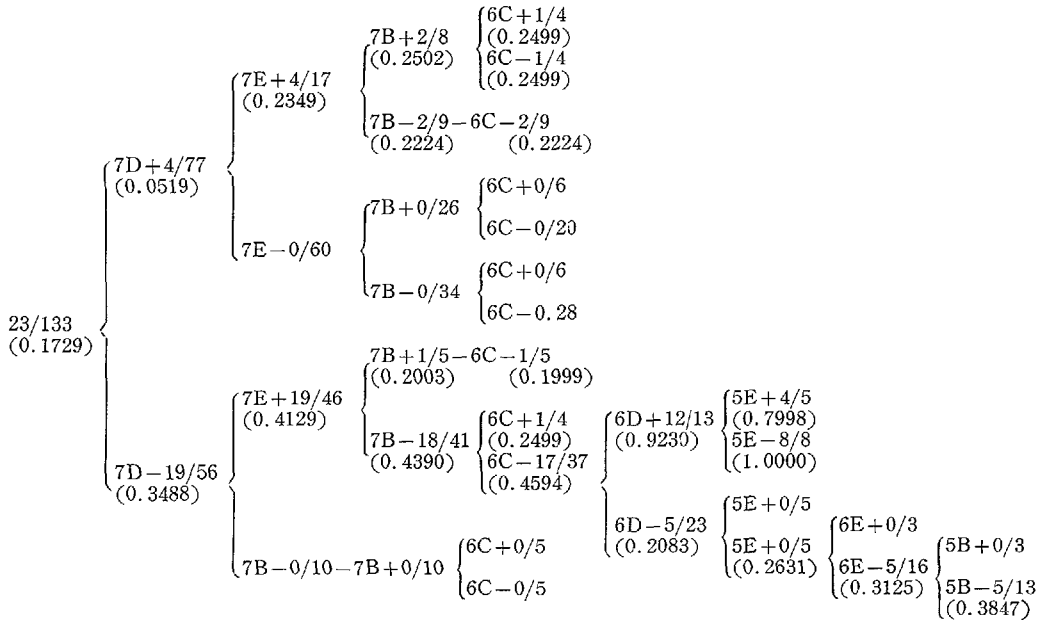 6C+1/4
7B+2/8 (0.2499)
(0.2502) 6C−1/4
7E+4/17 (0.2499)
(0.2349)
7B−2/9−6C−2/9
(0.2224) (0.2224)
7D+4/77
(0.0519) 6C+0/6
7B+0/26
6C−0/20
7E−0/60
6C+0/6
7B−0/34
6C−0.28
23/133
(0.1729)
7B+1/5−6C−1/5
(0.2003) (0.1999)
7E+19/46 5E+4/5
(0.4129) 6C+1/4 6D+12/13 (0.7998)
7B−18/41 (0.2499) (0.9230) 5E−8/8
(0.4390) 6C−17/37 (1.0000)
7D−19/56 (0.4594)
(0.3488) 5E+0/5
6D−5/23 6E+0/3
(0.2083) 5E+0/5 5B+0/3
6C+0/5 (0.2631) 6E−5/16
7B−0/10−7B+0/10 (0.3125) 5B−5/13
6C−0/5 (0.3847)